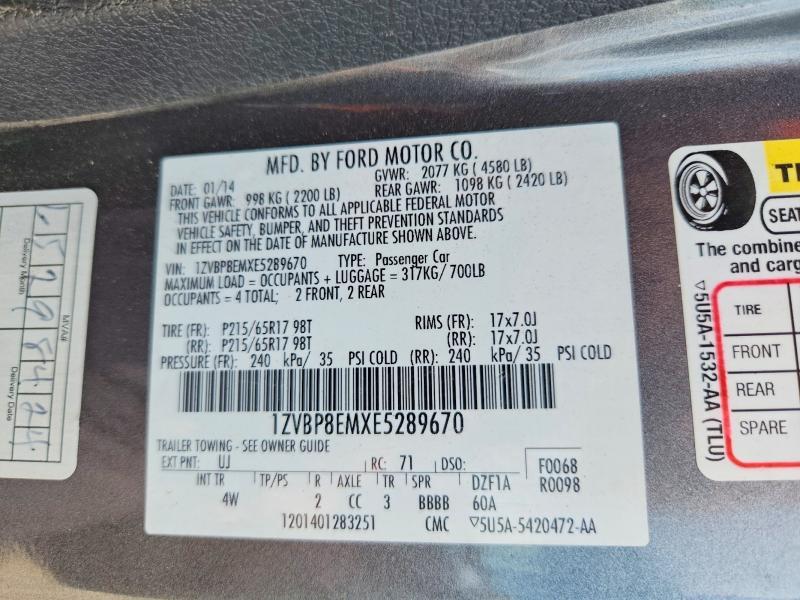 MFD. BY FORD MOTOR CO.
DATE: 01/14
GVWR: 2077 KG ( 4580 LB)
FRONT GAWR: 998 KG ( 2200 LB)
REAR GAWR: 1098 KG ( 2420 LB)
THIS VEHICLE CONFORMS TO ALL APPLICABLE FEDERAL MOTOR
VEHICLE SAFETY, BUMPER, AND THEFT PREVENTION STANDARDS
IN EFFECT ON THE DATE OF MANUFACTURE SHOWN ABOVE.
VIN: 1ZVBP8EMXE5289670 TYPE: Passenger Car
MAXIMUM LOAD = OCCUPANTS + LUGGAGE = 317KG/ 700LB
OCCUPANTS = 4 TOTAL; 2 FRONT, 2 REAR
TIRE (FR): P215/65R17 98T RIMS (FR): 17x7.0J
(RR): P215/65R17 98T (RR): 17x7.0J
PRESSURE (FR): 240 kPa/ 35 PSI COLD (RR): 240 kPa/ 35 PSI COLD
1ZVBP8EMXE5289670
TRAILER TOWING - SEE OWNER GUIDE
EXT PNT: UJ RC: 71 DSO: F0068
R0098
INT TR TP/PS R AXLE TR SPR DZF1A
4W 2 CC 3 BBBB 60A
1201401283251 CMC ▽5U5A-5420472-AA
SEAT
The combine
and carg
TIRE
FRONT
REAR
SPARE
▽5U5A-1532-AA (TLU)
MVA#
Delivery Month
Delivery Date